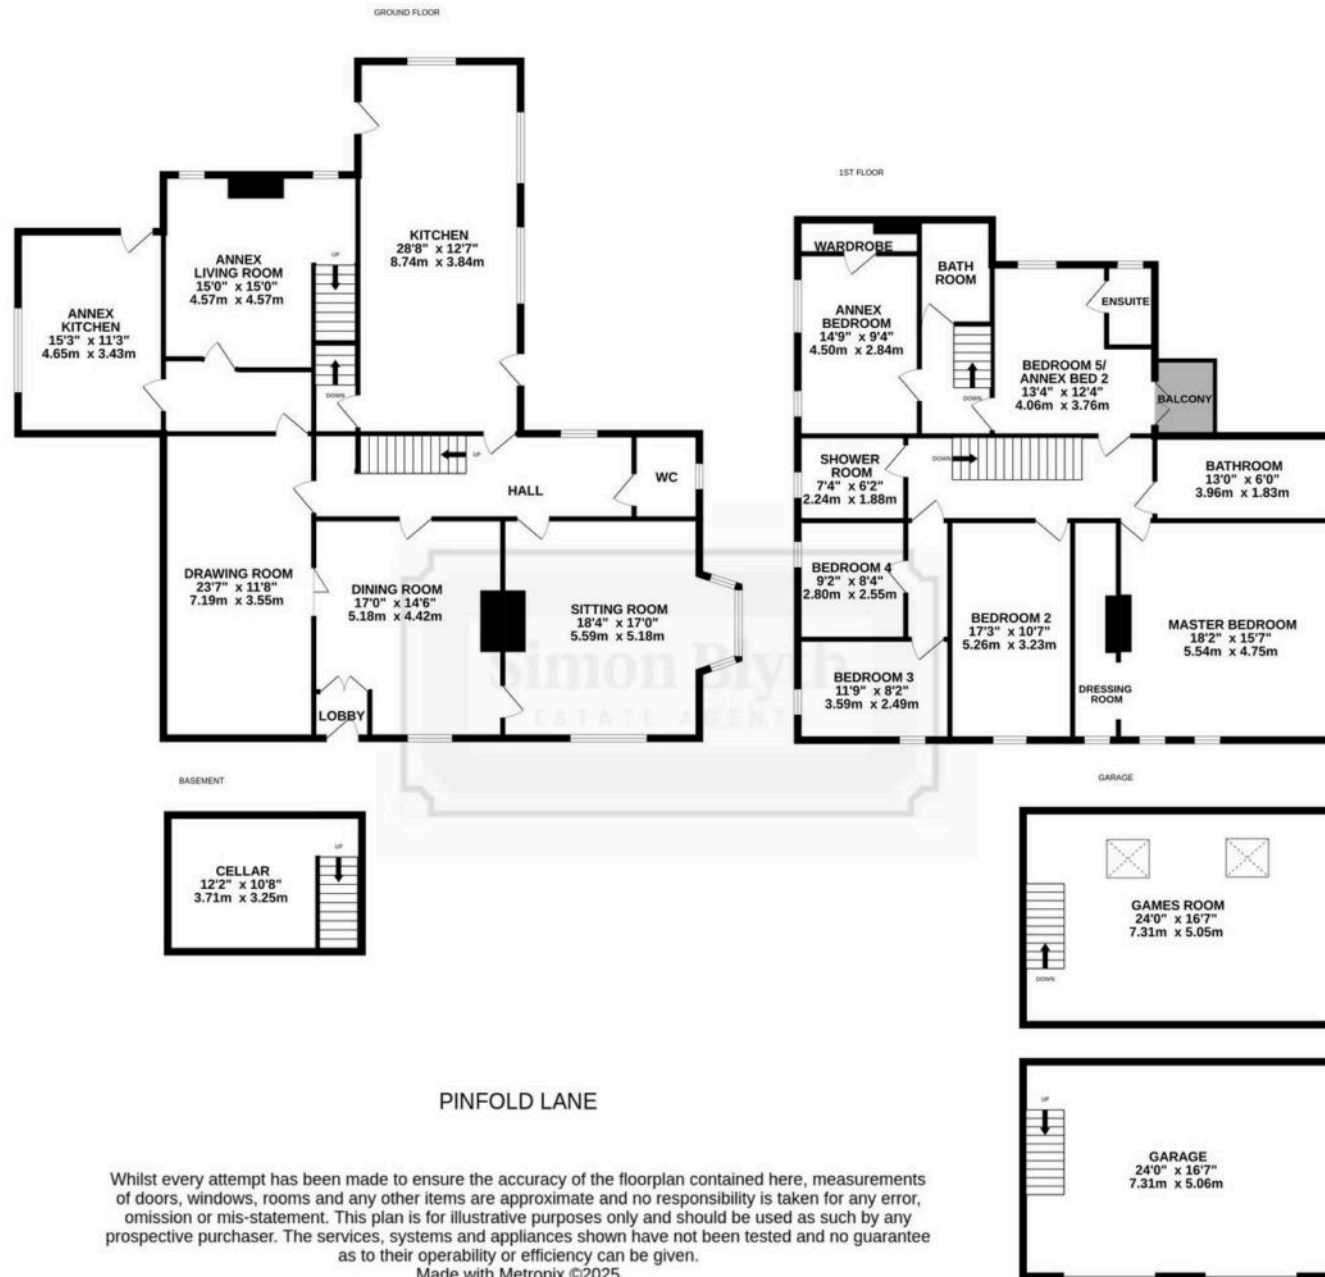 GROUND FLOOR
KITCHEN
28'8" x 12'7"
8.74m x 3.84m
ANNEX
LIVING ROOM
15'0" x 15'0"
4.57m x 4.57m
UP
ANNEX
KITCHEN
15'3" x 11'3"
4.65m x 3.43m
DOWN
UP
HALL
WC
DRAWING ROOM
23'7" x 11'8"
7.19m x 3.55m
DINING ROOM
17'0" x 14'6"
5.18m x 4.42m
SITTING ROOM
18'4" x 17'0"
5.59m x 5.18m
LOBBY
Simon Blyth
ESTATE AGENTS
1ST FLOOR
WARDROBE
BATH
ROOM
ENSUITE
ANNEX
BEDROOM
14'9" x 9'4"
4.50m x 2.84m
BEDROOM 5/
ANNEX BED 2
13'4" x 12'4"
4.06m x 3.76m
DOWN
BALCONY
SHOWER
ROOM
7'4" x 6'2"
2.24m x 1.88m
DOWN
BATHROOM
13'0" x 6'0"
3.96m x 1.83m
BEDROOM 4
9'2" x 8'4"
2.80m x 2.55m
BEDROOM 2
17'3" x 10'7"
5.26m x 3.23m
MASTER BEDROOM
18'2" x 15'7"
5.54m x 4.75m
BEDROOM 3
11'9" x 8'2"
3.59m x 2.49m
DRESSING
ROOM
BASEMENT
CELLAR
12'2" x 10'8"
3.71m x 3.25m
UP
GARAGE
GAMES ROOM
24'0" x 16'7"
7.31m x 5.05m
DOWN
UP
GARAGE
24'0" x 16'7"
7.31m x 5.06m
PINFOLD LANE
Whilst every attempt has been made to ensure the accuracy of the floorplan contained here, measurements
of doors, windows, rooms and any other items are approximate and no responsibility is taken for any error,
omission or mis-statement. This plan is for illustrative purposes only and should be used as such by any
prospective purchaser. The services, systems and appliances shown have not been tested and no guarantee
as to their operability or efficiency can be given.
Made with Metropix ©2025